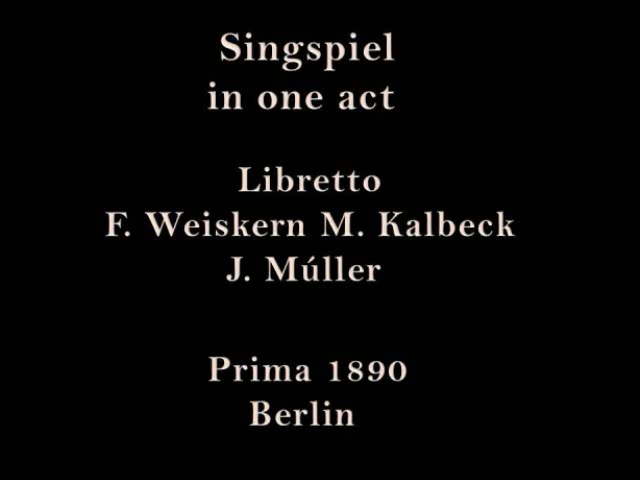 Singspiel
in one act
Libretto
F. Weiskern M. Kalbeck
J. Múller
Prima 1890
Berlin